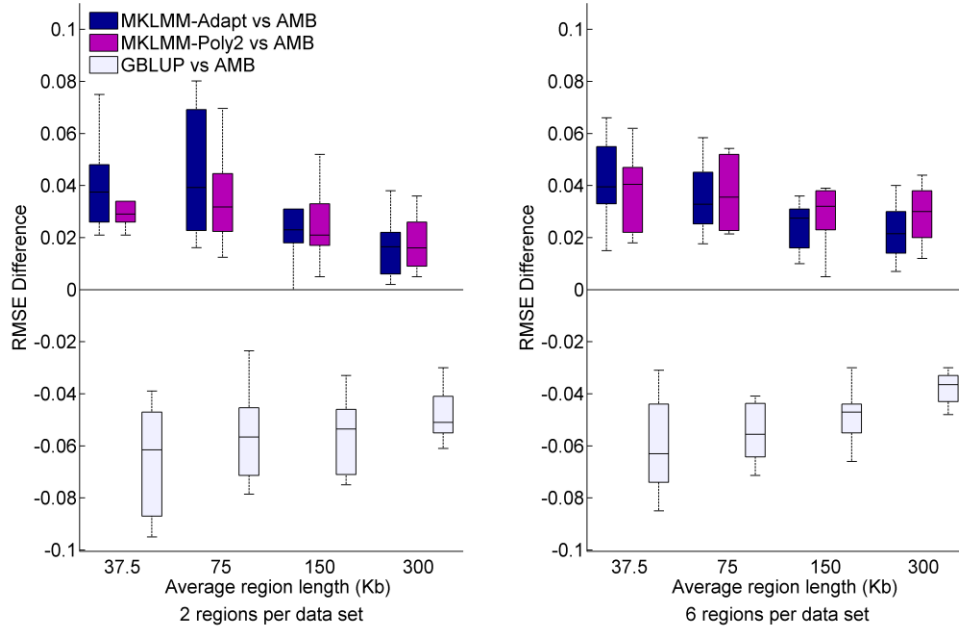 MKLMM-Adapt vs AMB
MKLMM-Poly2 vs AMB
GBLUP vs AMB
RMSE Difference
0.1
0.08
0.06
0.04
0.02
0
-0.02
-0.04
-0.06
-0.08
-0.1
37.5 75 150 300
Average region length (Kb)
2 regions per data set
RMSE Difference
0.1
0.08
0.06
0.04
0.02
0
-0.02
-0.04
-0.06
-0.08
-0.1
37.5 75 150 300
Average region length (Kb)
6 regions per data set